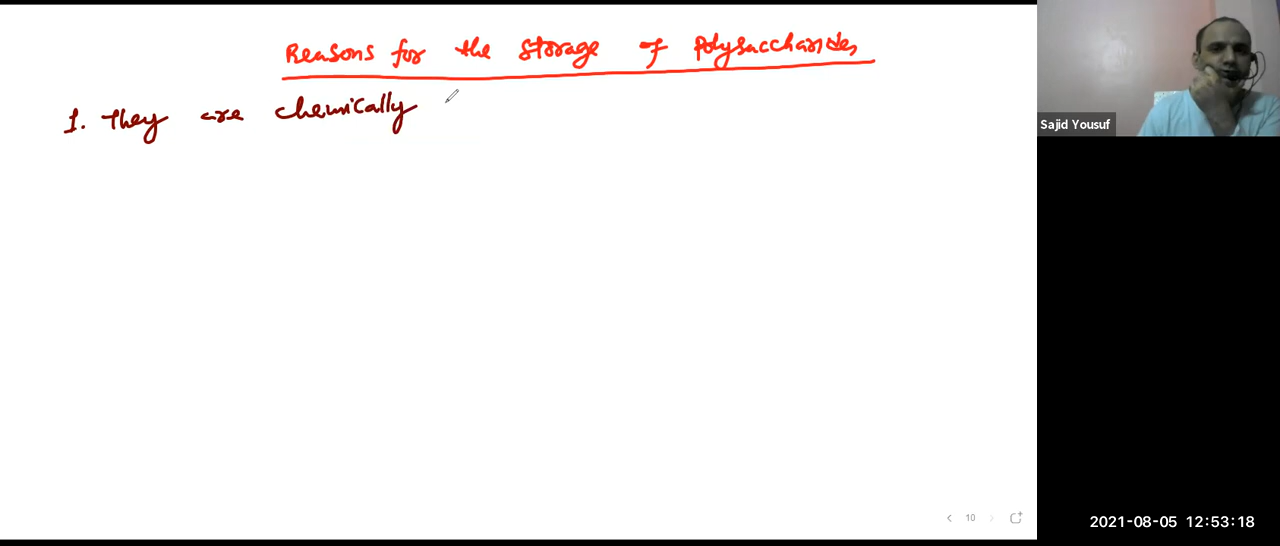 Reasons for the storage of Polysaccharides
1. They are chemically
Sajid Yousuf
10
2021-08-05 12:53:18